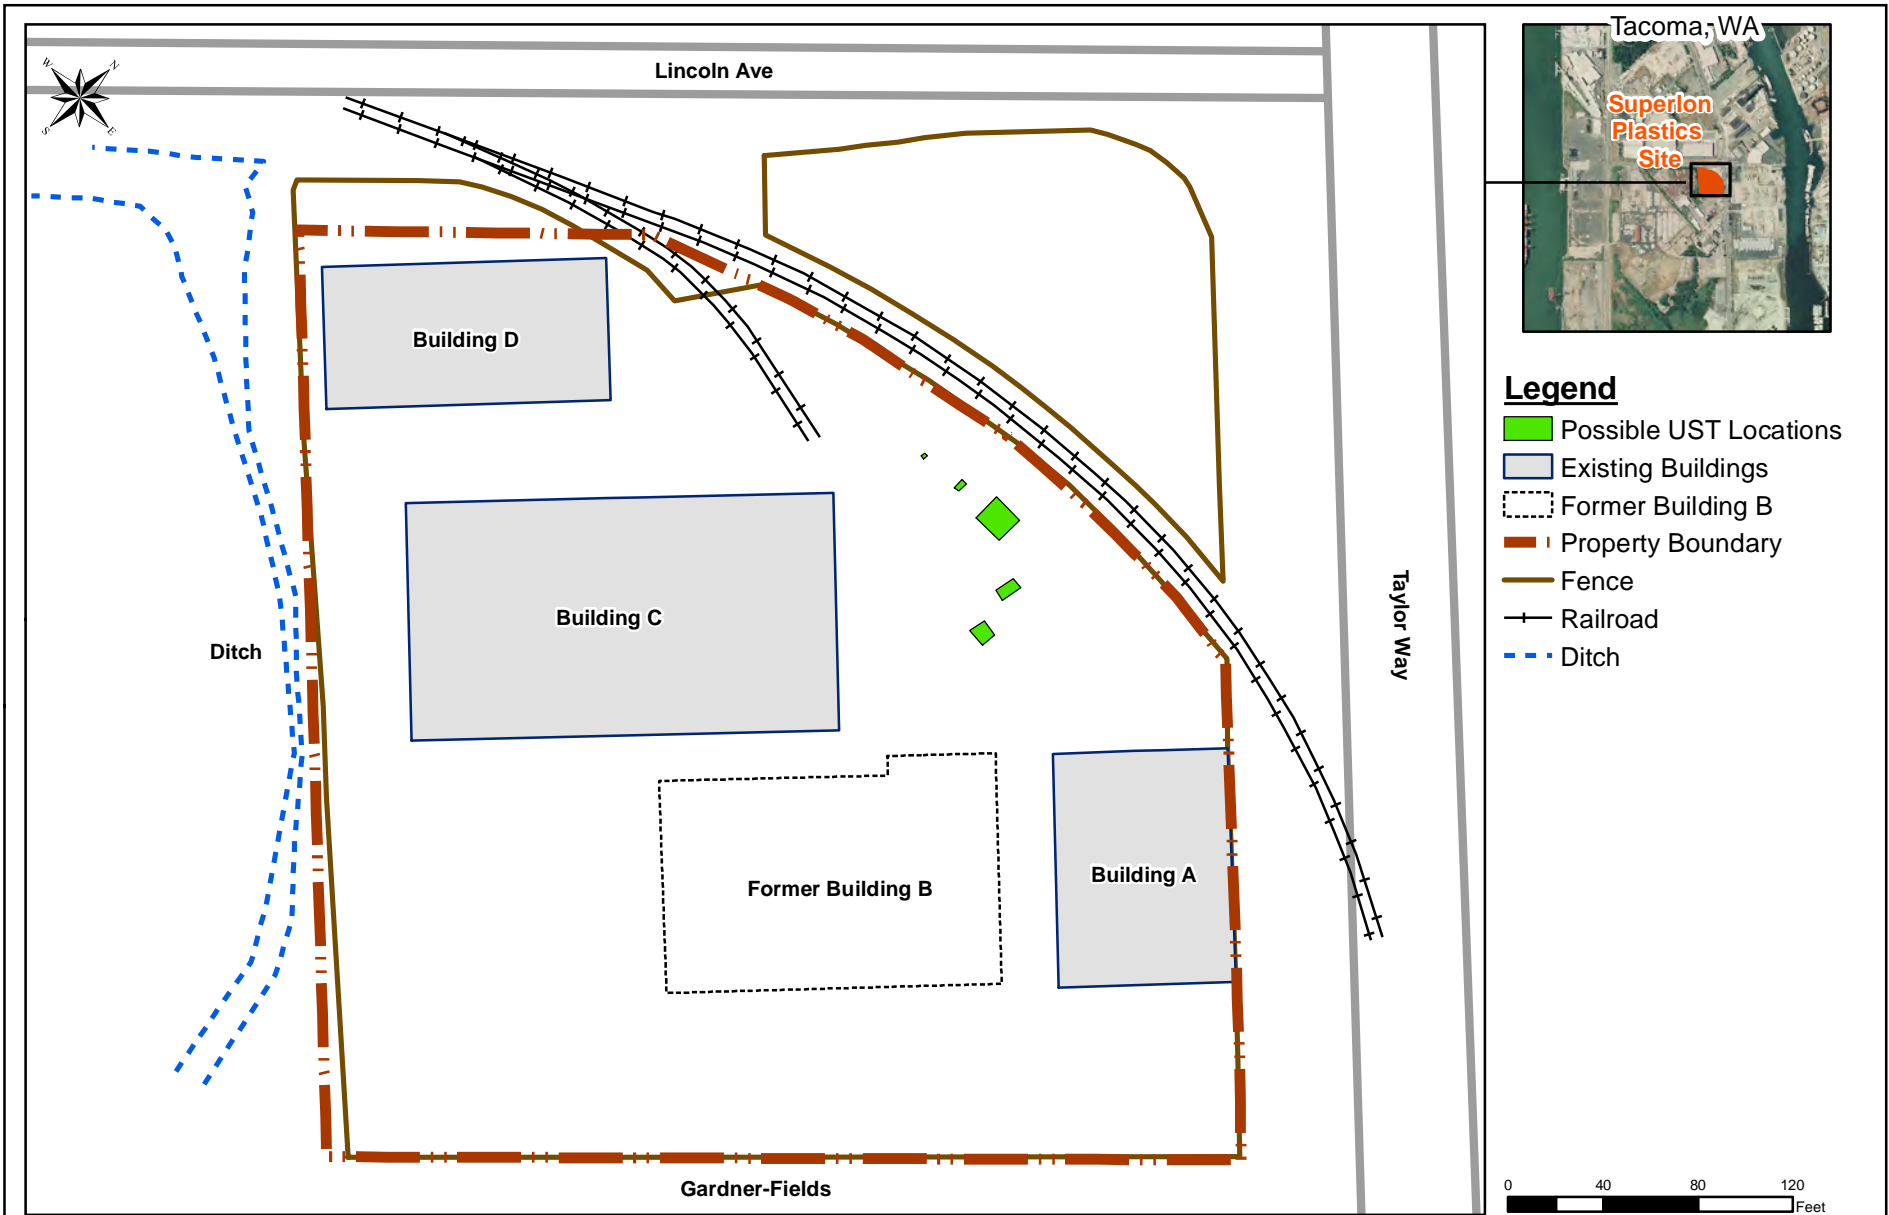 Lincoln Ave
W
N
S
E
Building D
Building C
Ditch
Former Building B
Building A
Taylor Way
Gardner-Fields
Tacoma, WA
Superlon
Plastics
Site
Legend
Possible UST Locations
Existing Buildings
Former Building B
Property Boundary
Fence
Railroad
Ditch
0 40 80 120
Feet